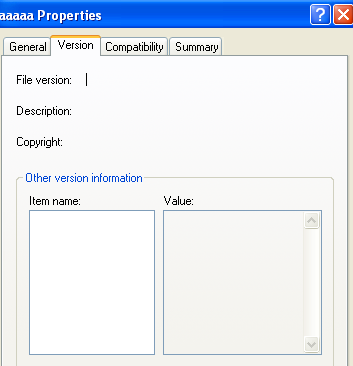 aaaaa Properties
General Version Compatibility Summary
File version:
Description:
Copyright:
Other version information
Item name: Value: